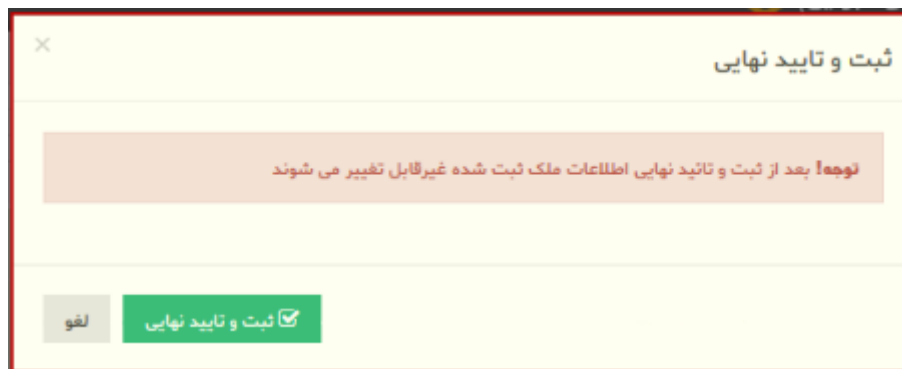 ثبت و تایید نهایی
توجه! بعد از ثبت و تائید نهایی اطلاعات ملک ثبت شده غیرقابل تغییر می شوند
ثبت و تایید نهایی
لغو